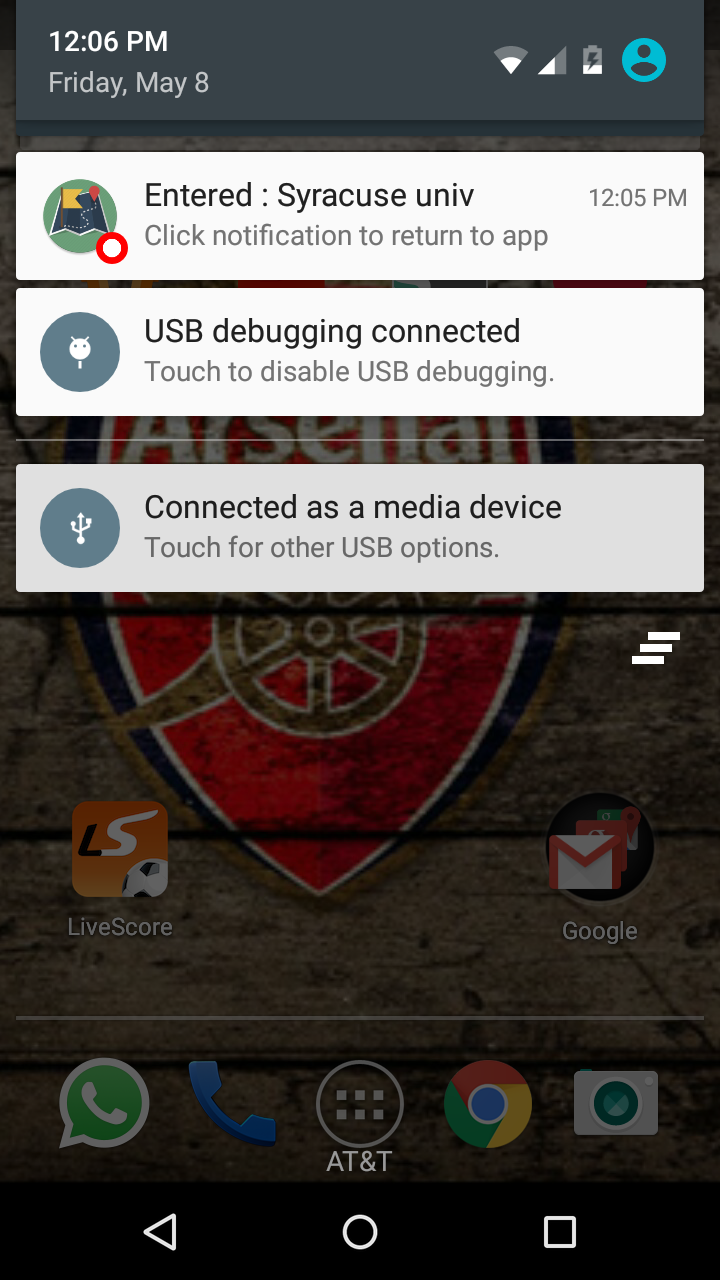 12:06 PM
Friday, May 8
Entered : Syracuse univ
12:05 PM
Click notification to return to app
USB debugging connected
Touch to disable USB debugging.
Arsenal
Connected as a media device
Touch for other USB options.
LS
LiveScore
Google
AT&T